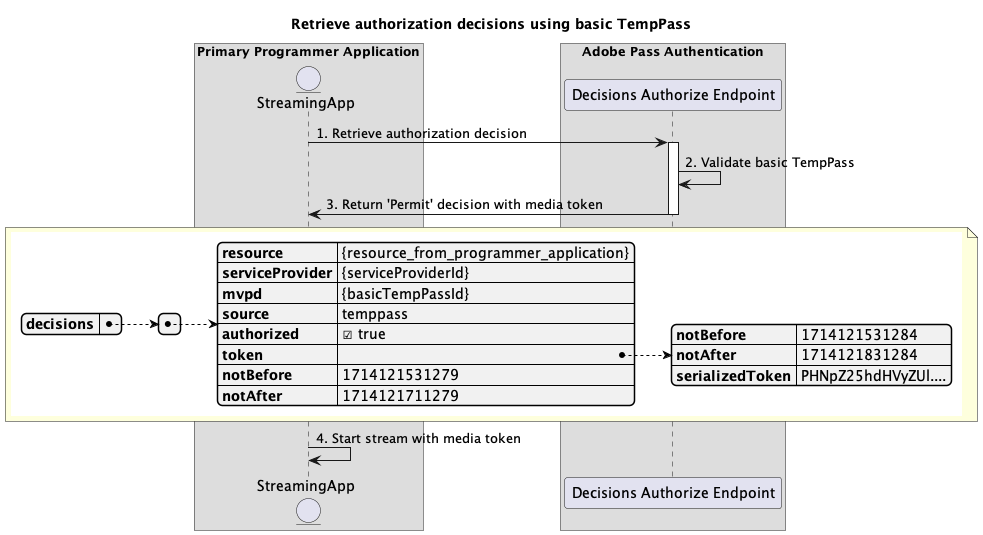 Retrieve authorization decisions using basic TempPass
Primary Programmer Application
Adobe Pass Authentication
StreamingApp
Decisions Authorize Endpoint
1. Retrieve authorization decision
2. Validate basic TempPass
3. Return 'Permit' decision with media token
decisions
resource {resource_from_programmer_application}
serviceProvider {serviceProviderId}
mvpd {basicTempPassId}
source temppass
authorized ☑ true
token
notBefore 1714121531279
notAfter 1714121711279
notBefore 1714121531284
notAfter 1714121831284
serializedToken PHNpZ25hdHVyZUl....
4. Start stream with media token
StreamingApp
Decisions Authorize Endpoint